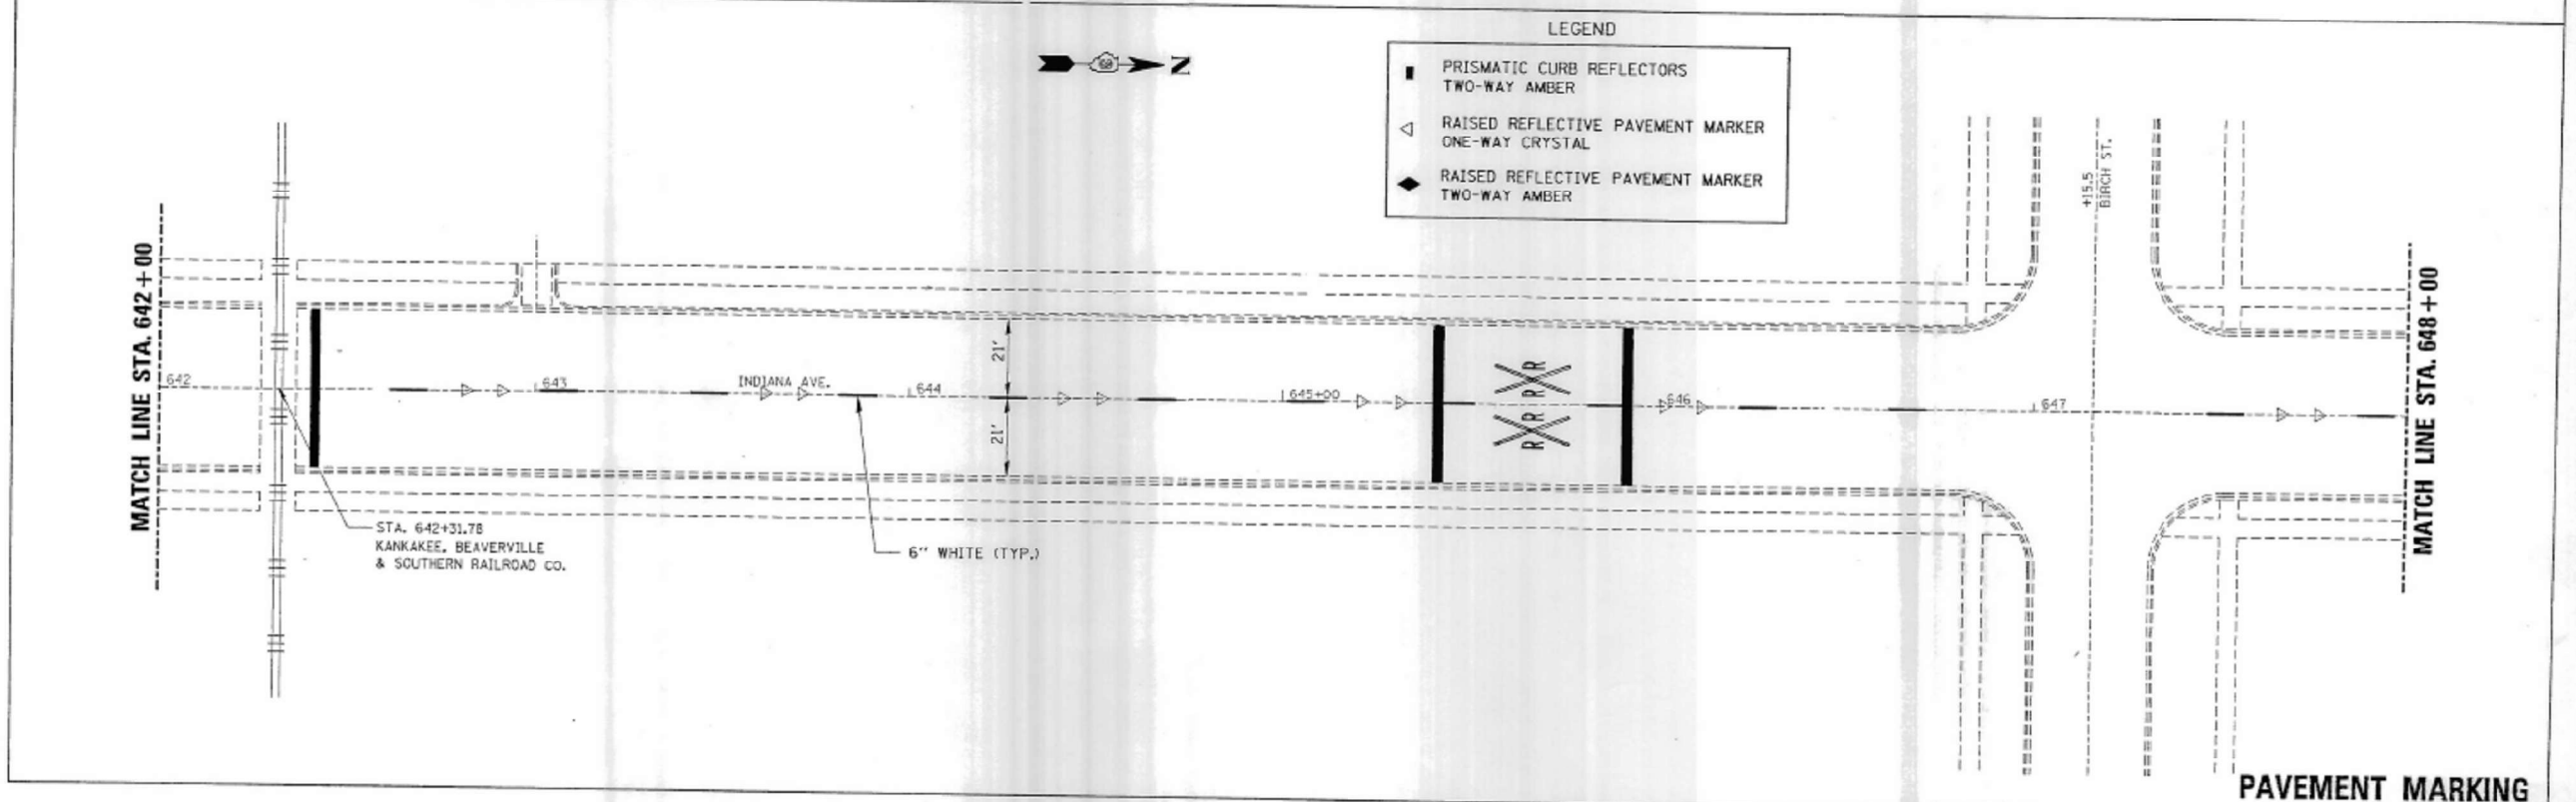 LEGEND
PRISMATIC CURB REFLECTORS
TWO-WAY AMBER
RAISED REFLECTIVE PAVEMENT MARKER
ONE-WAY CRYSTAL
RAISED REFLECTIVE PAVEMENT MARKER
TWO-WAY AMBER
N
MATCH LINE STA. 642+00
642
643
INDIANA AVE.
644
645+00
646
647
21'
21'
R R
R R
+15.5
BIRCH ST.
MATCH LINE STA. 648+00
STA. 642+31.78
KANKAKEE, BEAVERVILLE
& SOUTHERN RAILROAD CO.
6" WHITE (TYP.)
PAVEMENT MARKING